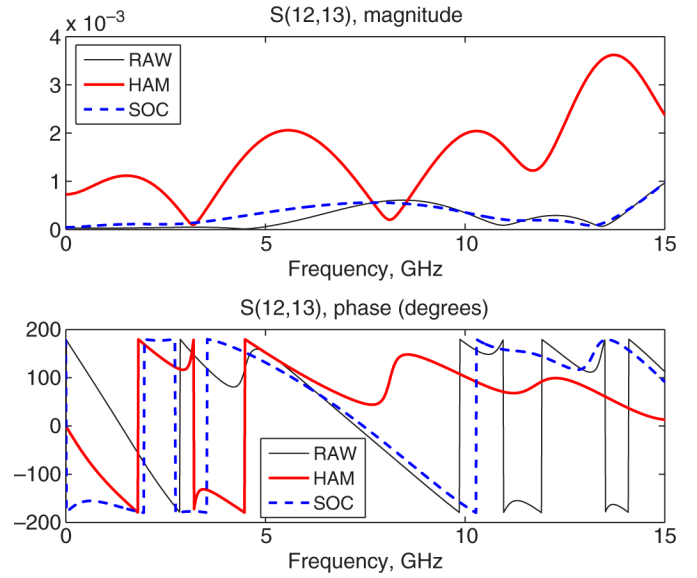 S(12,13), magnitude
x 10⁻³
4
3
2
1
0
RAW
HAM
SOC
0 5 10 15
Frequency, GHz
S(12,13), phase (degrees)
200
100
0
−100
−200
RAW
HAM
SOC
0 5 10 15
Frequency, GHz